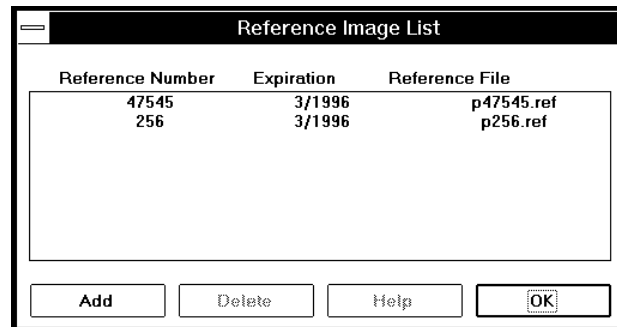 Reference Image List
Reference Number Expiration Reference File
47545 3/1996 p47545.ref
256 3/1996 p256.ref
Add Delete Help OK